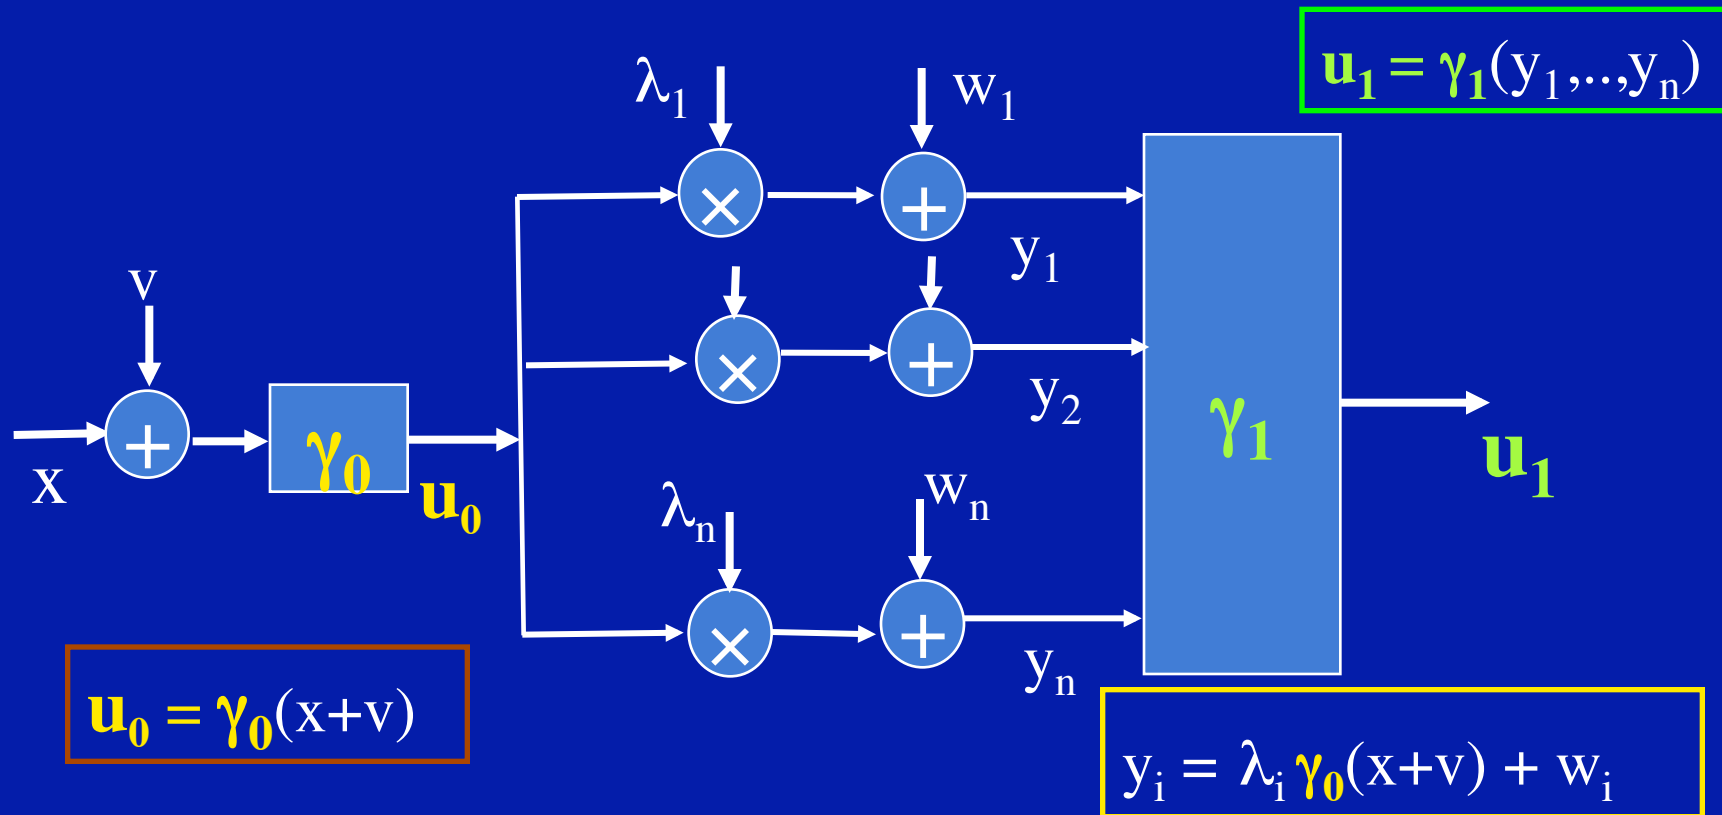 u₁ = γ₁(y₁,..,yₙ)
λ₁
w₁
×
+
y₁
v
×
+
y₂
+
γ₀
γ₁
x
u₀
u₁
λₙ
wₙ
×
+
yₙ
u₀ = γ₀(x+v)
yᵢ = λᵢ γ₀(x+v) + wᵢ